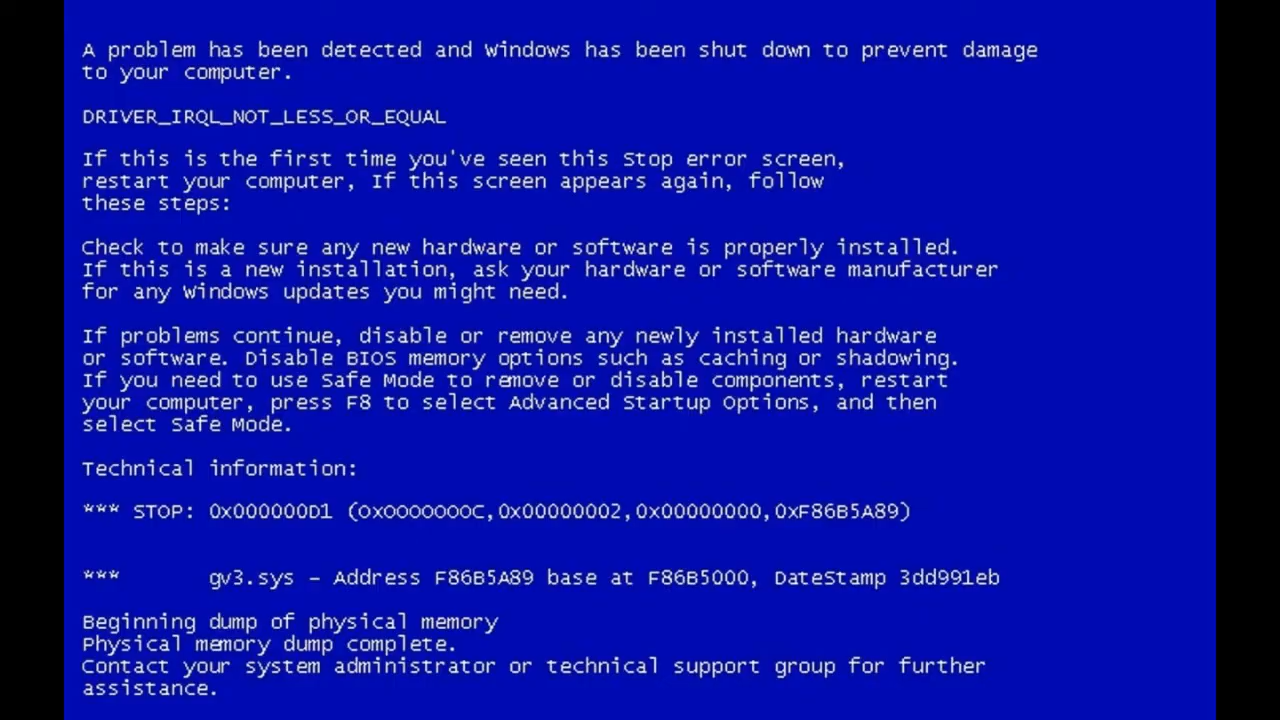 A problem has been detected and Windows has been shut down to prevent damage
to your computer.
DRIVER_IRQL_NOT_LESS_OR_EQUAL
If this is the first time you've seen this Stop error screen,
restart your computer, If this screen appears again, follow
these steps:
Check to make sure any new hardware or software is properly installed.
If this is a new installation, ask your hardware or software manufacturer
for any Windows updates you might need.
If problems continue, disable or remove any newly installed hardware
or software. Disable BIOS memory options such as caching or shadowing.
If you need to use Safe Mode to remove or disable components, restart
your computer, press F8 to select Advanced Startup Options, and then
select Safe Mode.
Technical information:
*** STOP: 0x000000D1 (0x0000000C,0x00000002,0x00000000,0xF86B5A89)
*** gv3.sys – Address F86B5A89 base at F86B5000, DateStamp 3dd991eb
Beginning dump of physical memory
Physical memory dump complete.
Contact your system administrator or technical support group for further
assistance.